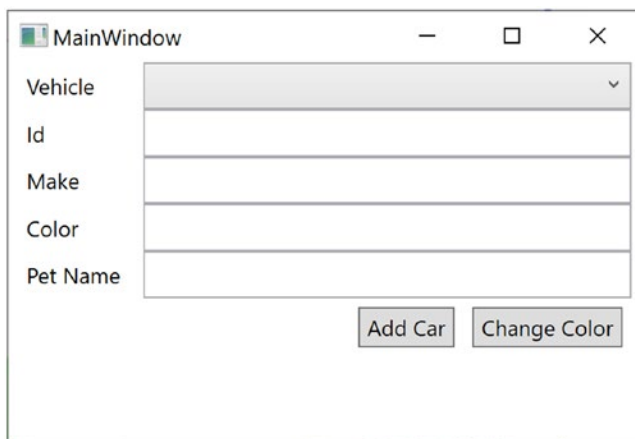 MainWindow
Vehicle
Id
Make
Color
Pet Name
Add Car Change Color